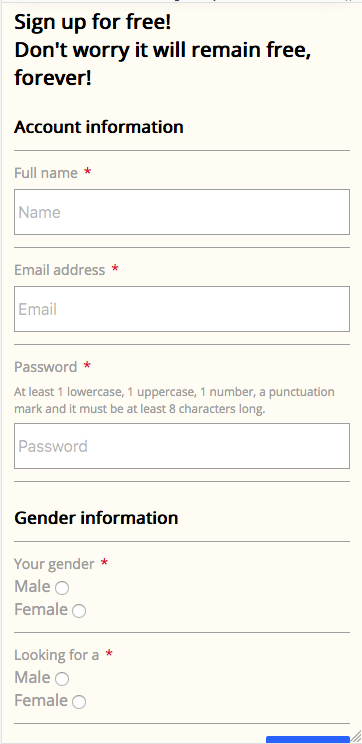 Sign up for free!
Don't worry it will remain free,
forever!
Account information
Full name *
Name
Email address *
Email
Password *
At least 1 lowercase, 1 uppercase, 1 number, a punctuation
mark and it must be at least 8 characters long.
Password
Gender information
Your gender *
Male
Female
Looking for a *
Male
Female